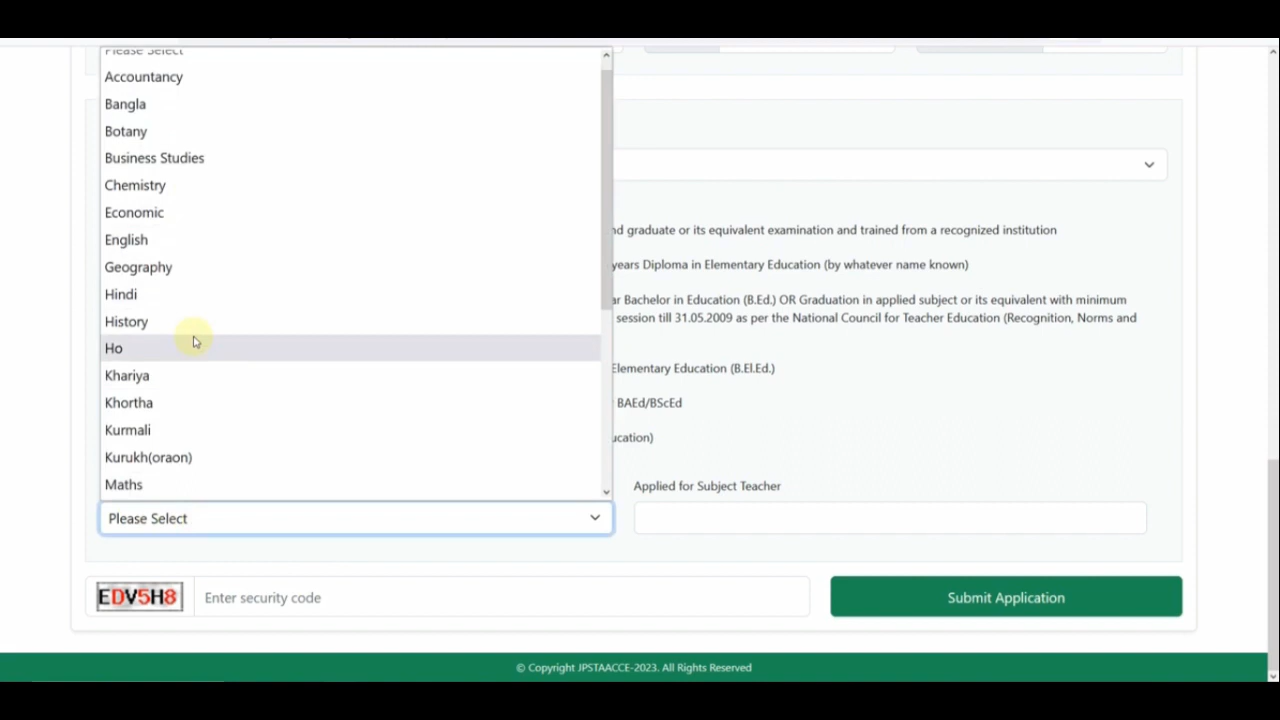 Please Select
Accountancy
Bangla
Botany
Business Studies
Chemistry
Economic
English
Geography
Hindi
History
Ho
Khariya
Khortha
Kurmali
Kurukh(oraon)
Maths
graduate or its equivalent examination and trained from a recognized institution
years Diploma in Elementary Education (by whatever name known)
Bachelor in Education (B.Ed.) OR Graduation in applied subject or its equivalent with minimum
session till 31.05.2009 as per the National Council for Teacher Education (Recognition, Norms and
Elementary Education (B.El.Ed.)
BAEd/BScEd
Applied for Subject Teacher
Please Select
EDV5H8
Enter security code
Submit Application
© Copyright JPSTAACCE-2023. All Rights Reserved